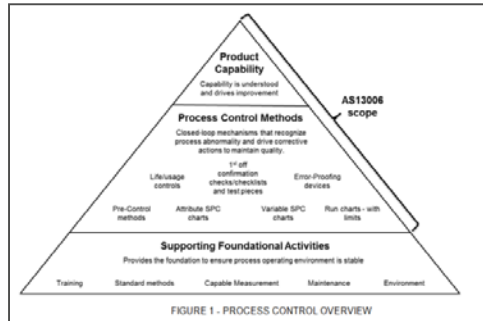 Product
Capability
Capability is understood
and drives improvement
AS13006
scope
Process Control Methods
Closed-loop mechanisms that recognize
process abnormality and drive corrective
actions to maintain quality.
Life/usage
controls
1st off
confirmation
checks/checklists
and test pieces
Error-Proofing
devices
Pre-Control
methods
Attribute SPC
charts
Variable SPC
charts
Run charts - with
limits
Supporting Foundational Activities
Provides the foundation to ensure process operating environment is stable
Training
Standard methods
Capable Measurement
Maintenance
Environment
FIGURE 1 - PROCESS CONTROL OVERVIEW